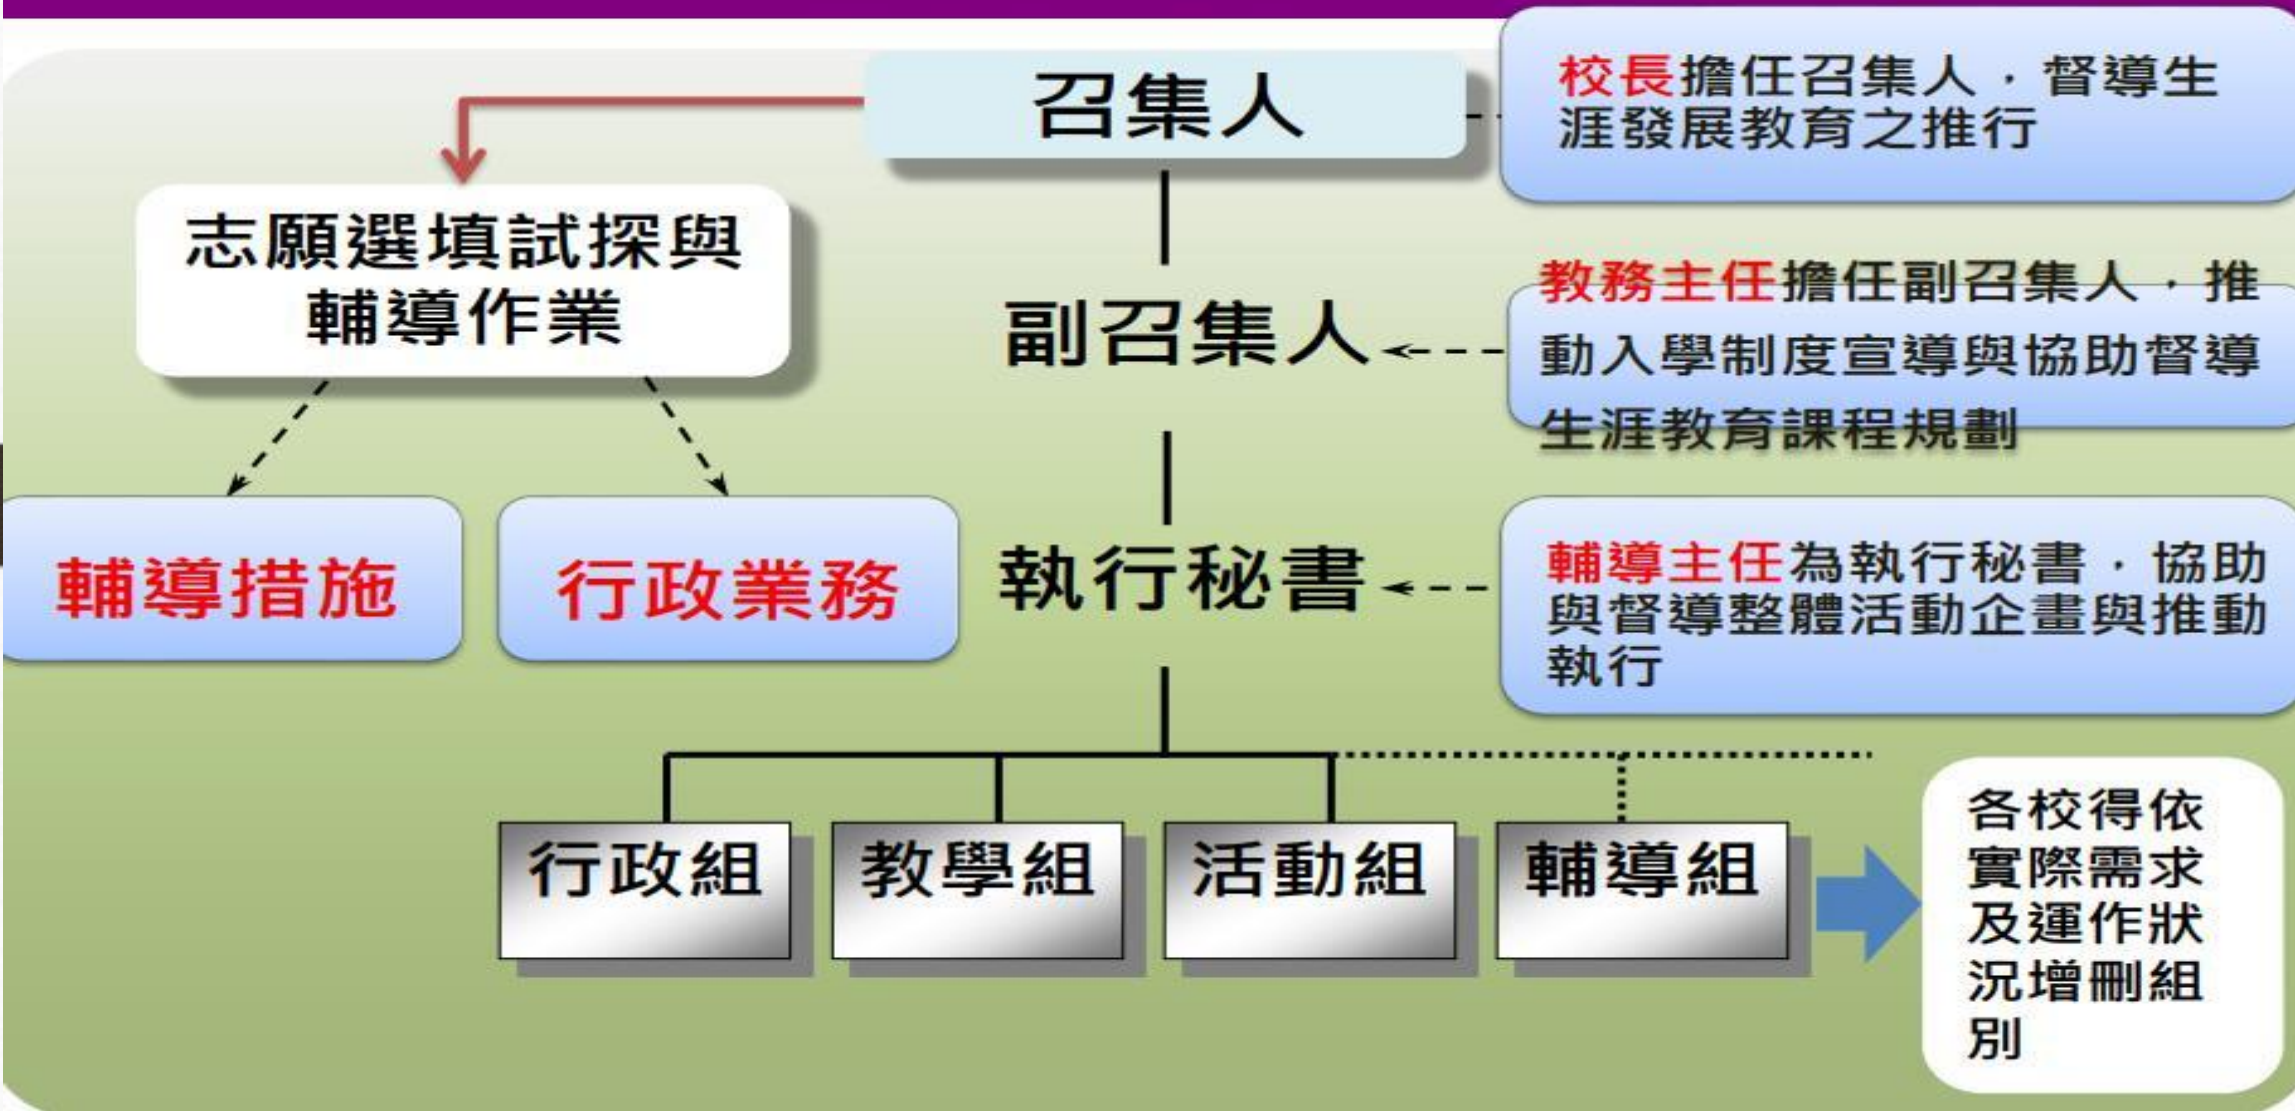 召集人
校長擔任召集人，督導生
涯發展教育之推行
志願選填試探與
輔導作業
副召集人
教務主任擔任副召集人，推
動入學制度宣導與協助督導
生涯教育課程規劃
輔導措施
行政業務
執行秘書
輔導主任為執行秘書，協助
與督導整體活動企畫與推動
執行
行政組
教學組
活動組
輔導組
各校得依
實際需求
及運作狀
況增刪組
別